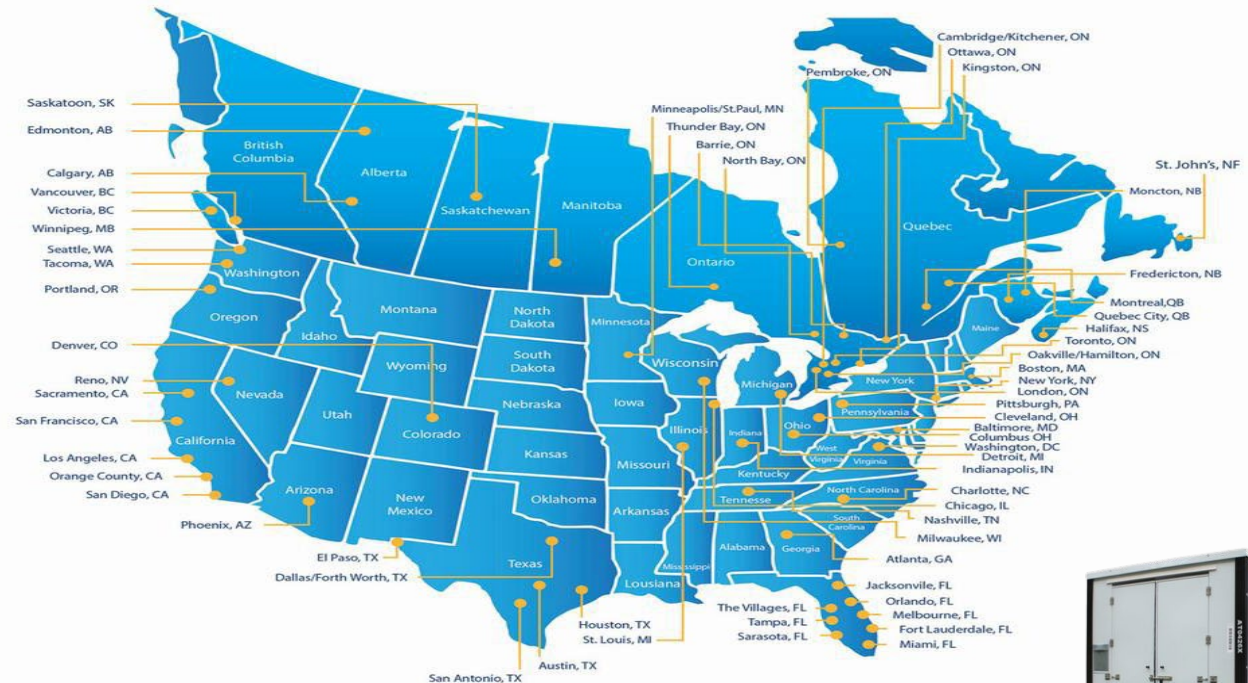 Cambridge/Kitchener, ON
Ottawa, ON
Kingston, ON
Pembroke, ON
Minneapolis/St.Paul, MN
Thunder Bay, ON
Barrie, ON
North Bay, ON
Saskatoon, SK
Edmonton, AB
Calgary, AB
Vancouver, BC
Victoria, BC
Winnipeg, MB
Seattle, WA
Tacoma, WA
Portland, OR
Denver, CO
Reno, NV
Sacramento, CA
San Francisco, CA
Los Angeles, CA
Orange County, CA
San Diego, CA
Phoenix, AZ
El Paso, TX
Dallas/Forth Worth, TX
San Antonio, TX
Austin, TX
Houston, TX
St. Louis, MI
British
Columbia
Alberta
Saskatchewan
Manitoba
Ontario
Quebec
Washington
Oregon
Idaho
Montana
North
Dakota
South
Dakota
Minnesota
Wisconsin
Michigan
Wyoming
Nebraska
Iowa
Nevada
Utah
Colorado
Kansas
Missouri
Illinois
Indiana
Ohio
California
Arizona
New
Mexico
Oklahoma
Arkansas
Texas
Lousiana
Mississippi
Alabama
Georgia
Tennesse
Kentucky
West
Virginia
Virginia
North Carolina
South
Carolina
Pennsylvania
New York
Maine
St. John's, NF
Moncton, NB
Fredericton, NB
Montreal,QB
Quebec City, QB
Halifax, NS
Toronto, ON
Oakville/Hamilton, ON
Boston, MA
New York, NY
London, ON
Pittsburgh, PA
Cleveland, OH
Baltimore, MD
Columbus OH
Washington, DC
Detroit, MI
Indianapolis, IN
Charlotte, NC
Chicago, IL
Nashville, TN
Milwaukee, WI
Atlanta, GA
Jacksonville, FL
Orlando, FL
Melbourne, FL
Fort Lauderdale, FL
Miami, FL
The Villages, FL
Tampa, FL
Sarasota, FL